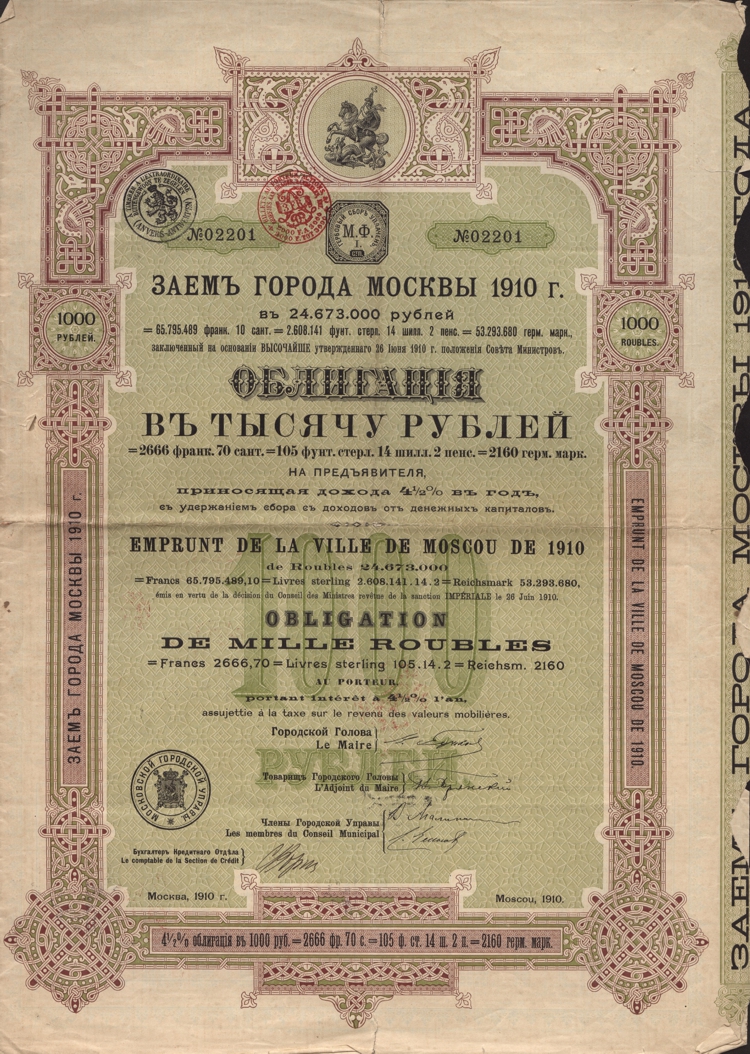 №02201
М.Ф.
№02201
ЗАЕМЪ ГОРОДА МОСКВЫ 1910 г.
въ 24.673.000 рублей
= 65.795.489 франк. 10 сант. = 2.608.141 фунт. стерл. 14 шилл. 2 пенс. = 53.293.680 герм. марк.,
заключенный на основаніи ВЫСОЧАЙШЕ утвержденнаго 26 Іюня 1910 г. положенія Совѣта Министровъ.
1000
РУБЛЕЙ.
1000
ROUBLES.
ОБЛИГАЦІЯ
ВЪ ТЫСЯЧУ РУБЛЕЙ
=2666 франк. 70 сант.=105 фунт. стерл. 14 шилл. 2 пенс.=2160 герм. марк.
НА ПРЕДЪЯВИТЕЛЯ,
приносящая дохода 4½% въ годъ,
съ удержаніемъ сбора съ доходовъ отъ денежныхъ капиталовъ.
EMPRUNT DE LA VILLE DE MOSCOU DE 1910
de Roubles 24.673.000
=Francs 65.795.489,10=Livres sterling 2.608.141.14.2=Reichsmark 53.293.680,
émis en vertu de la décision du Conseil des Ministres revêtue de la sanction IMPÉRIALE le 26 Juin 1910.
OBLIGATION
DE MILLE ROUBLES
=Francs 2666,70=Livres sterling 105.14.2=Reichsm. 2160
AU PORTEUR,
portant intérêt à 4½% l'an,
assujettie à la taxe sur le revenu des valeurs mobilières.
1000
РУБЛЕЙ.
Городской Голова
Le Maire
Товарищъ Городского Головы
L'Adjoint du Maire
Члены Городской Управы
Les membres du Conseil Municipal
Бухгалтеръ Кредитнаго Отдѣла
Le comptable de la Section de Crédit
МОСКОВСКОЙ ГОРОДСКОЙ УПРАВЫ
Москва, 1910 г.
Moscou, 1910.
4½% облигація въ 1000 руб.=2666 фр. 70 с.=105 ф. ст. 14 ш. 2 п.=2160 герм. марк.
ЗАЕМЪ ГОРОДА МОСКВЫ 1910 г.
EMPRUNT DE LA VILLE DE MOSCOU DE 1910.
МОСКВЫ 1910 ГОДА